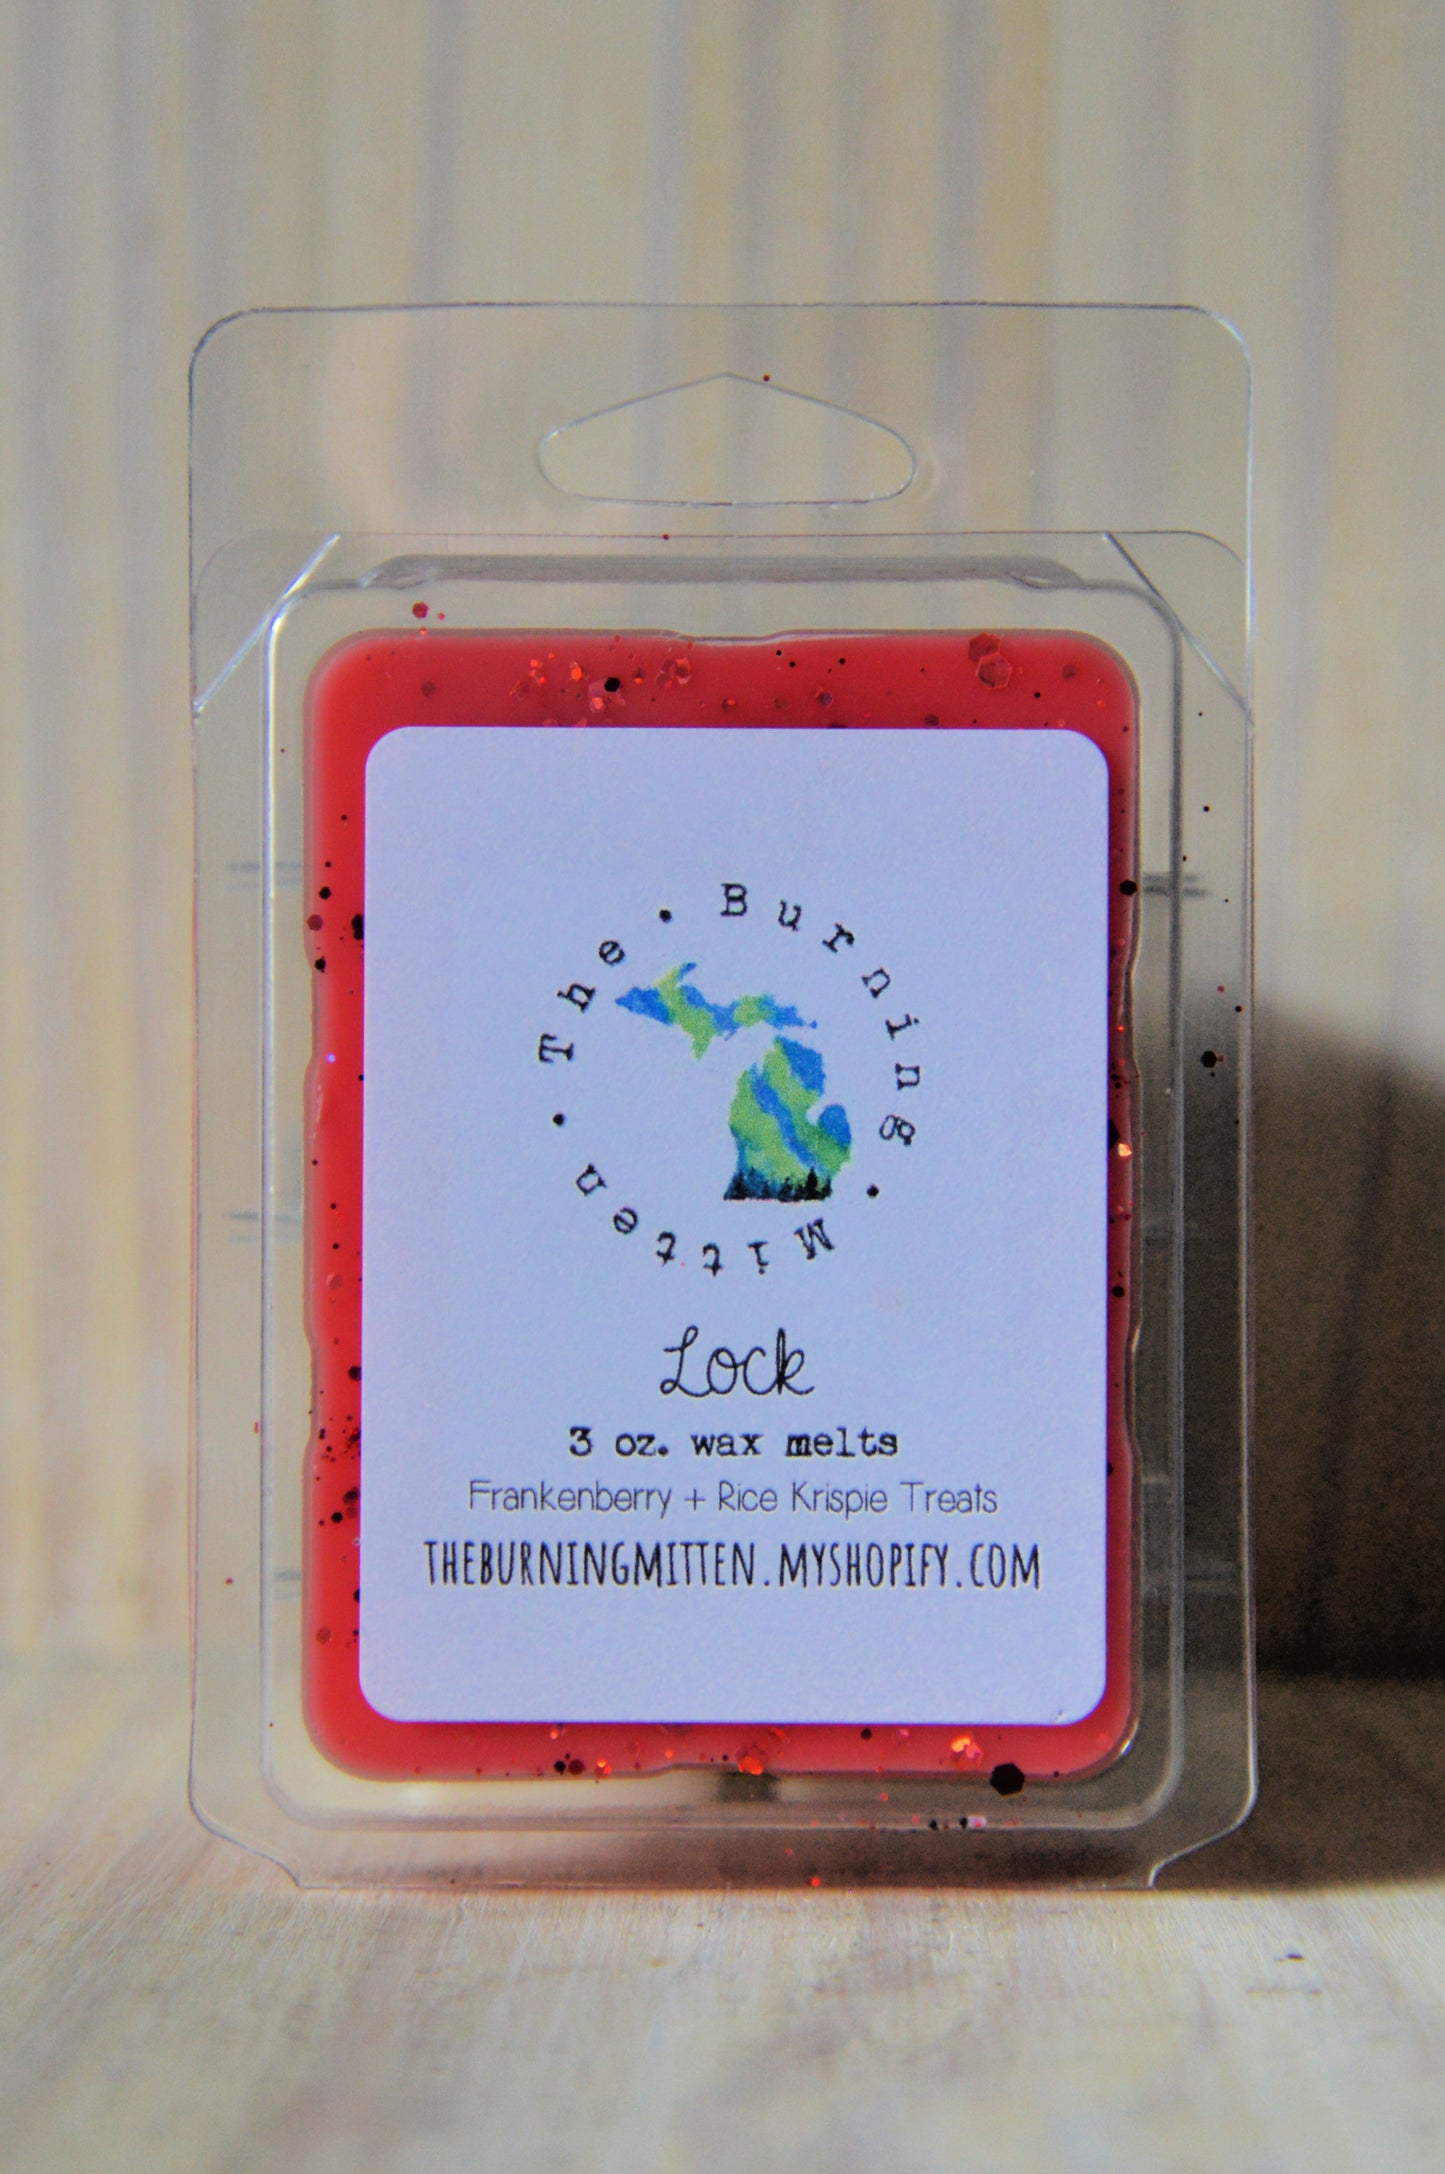 The • Burning • Mitten •
Lock
3 oz. wax melts
Frankenberry + Rice Krispie Treats
THEBURNINGMITTEN.MYSHOPIFY.COM